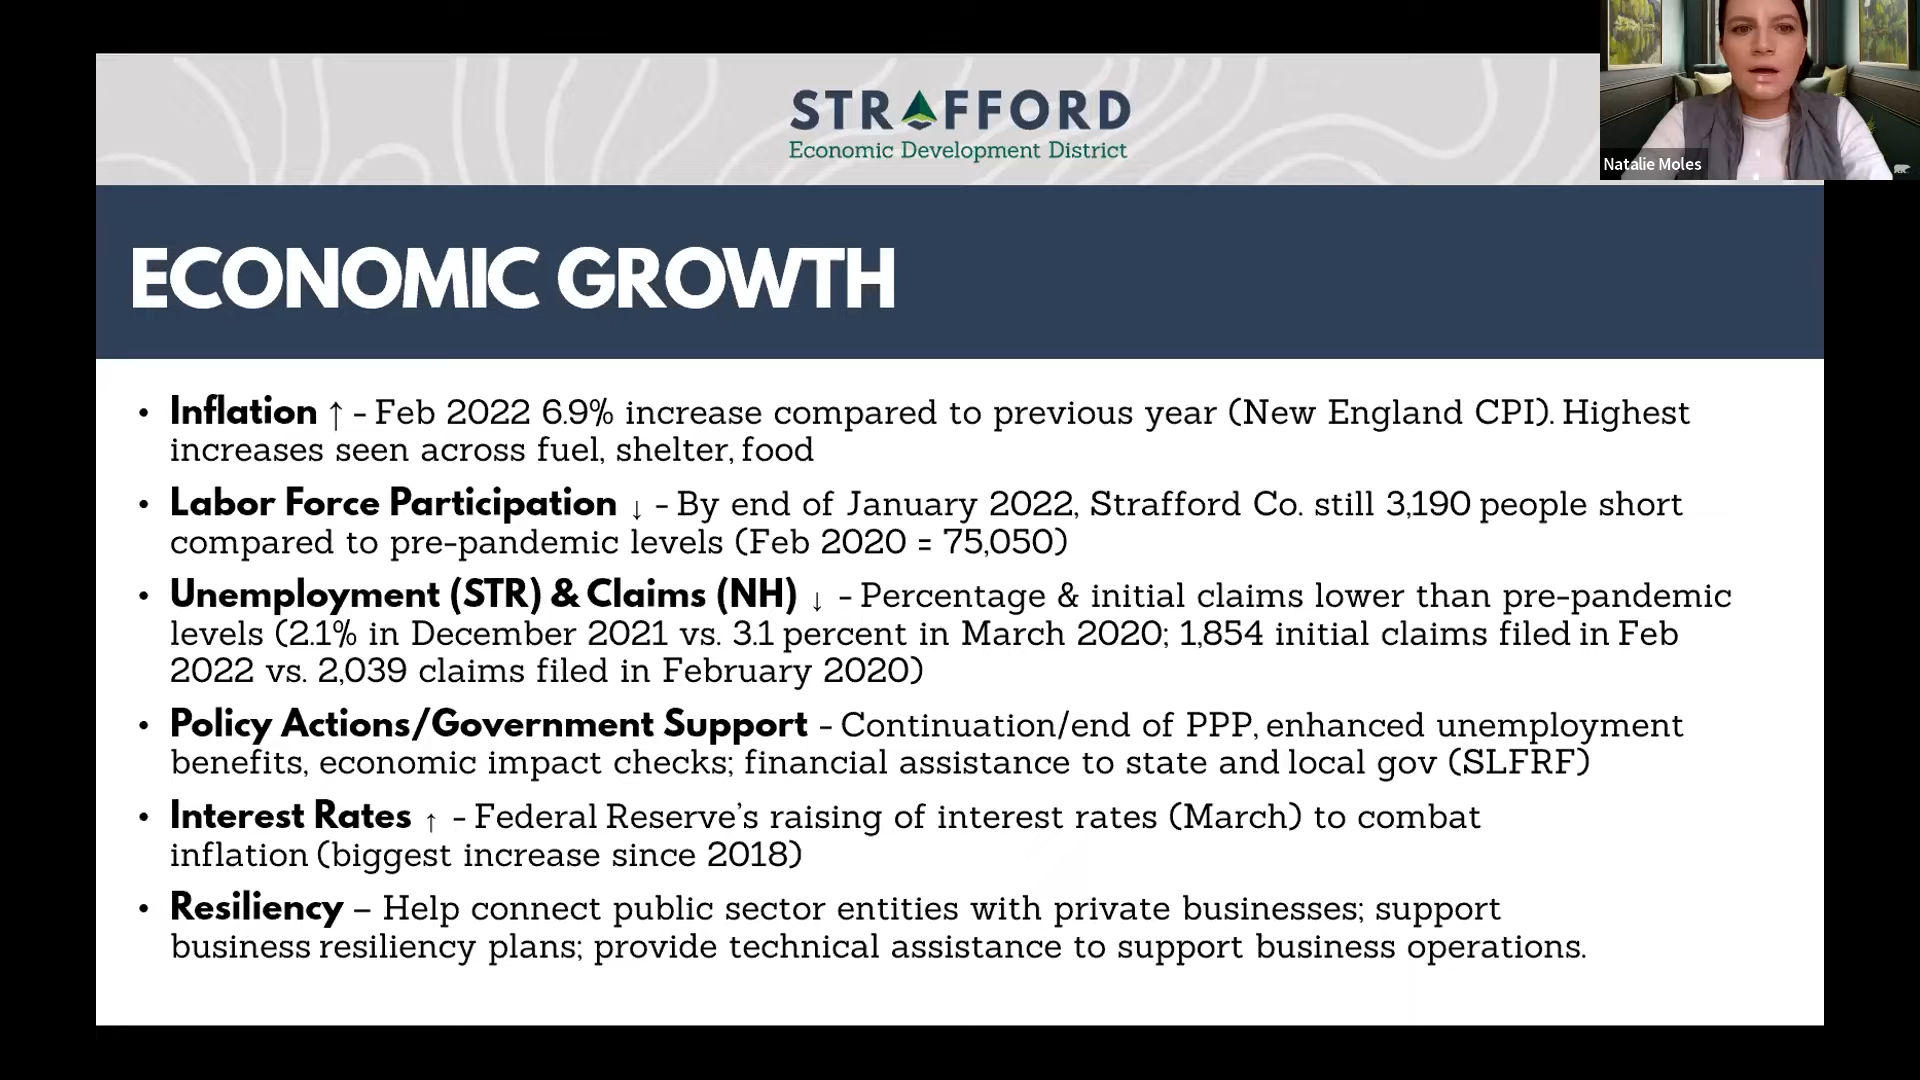 STRAFFORD
Economic Development District
Natalie Moles
ECONOMIC GROWTH
• Inflation ↑ - Feb 2022 6.9% increase compared to previous year (New England CPI). Highest
increases seen across fuel, shelter, food
• Labor Force Participation ↓ - By end of January 2022, Strafford Co. still 3,190 people short
compared to pre-pandemic levels (Feb 2020 = 75,050)
• Unemployment (STR) & Claims (NH) ↓ - Percentage & initial claims lower than pre-pandemic
levels (2.1% in December 2021 vs. 3.1 percent in March 2020; 1,854 initial claims filed in Feb
2022 vs. 2,039 claims filed in February 2020)
• Policy Actions/Government Support - Continuation/end of PPP, enhanced unemployment
benefits, economic impact checks; financial assistance to state and local gov (SLFRF)
• Interest Rates ↑ - Federal Reserve’s raising of interest rates (March) to combat
inflation (biggest increase since 2018)
• Resiliency – Help connect public sector entities with private businesses; support
business resiliency plans; provide technical assistance to support business operations.